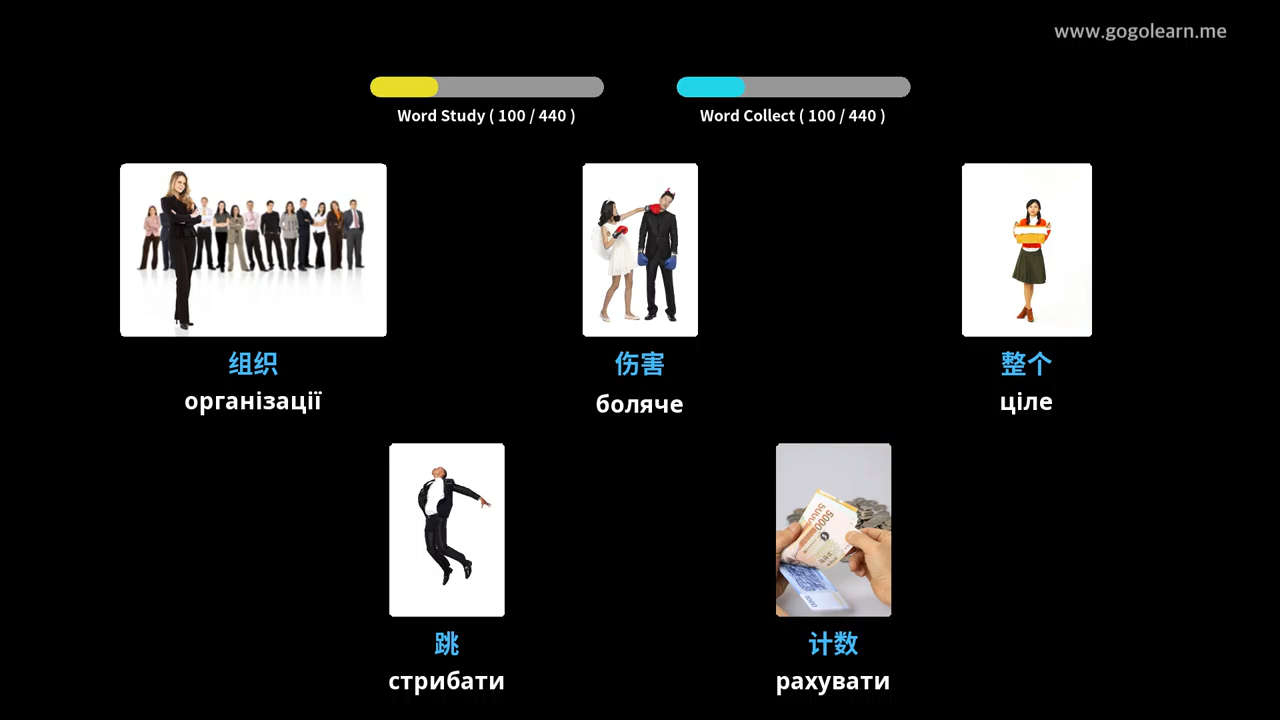 www.gogolearn.me
Word Study ( 100 / 440 )
Word Collect ( 100 / 440 )
组织
організації
伤害
боляче
整个
ціле
跳
стрибати
计数
рахувати
5000